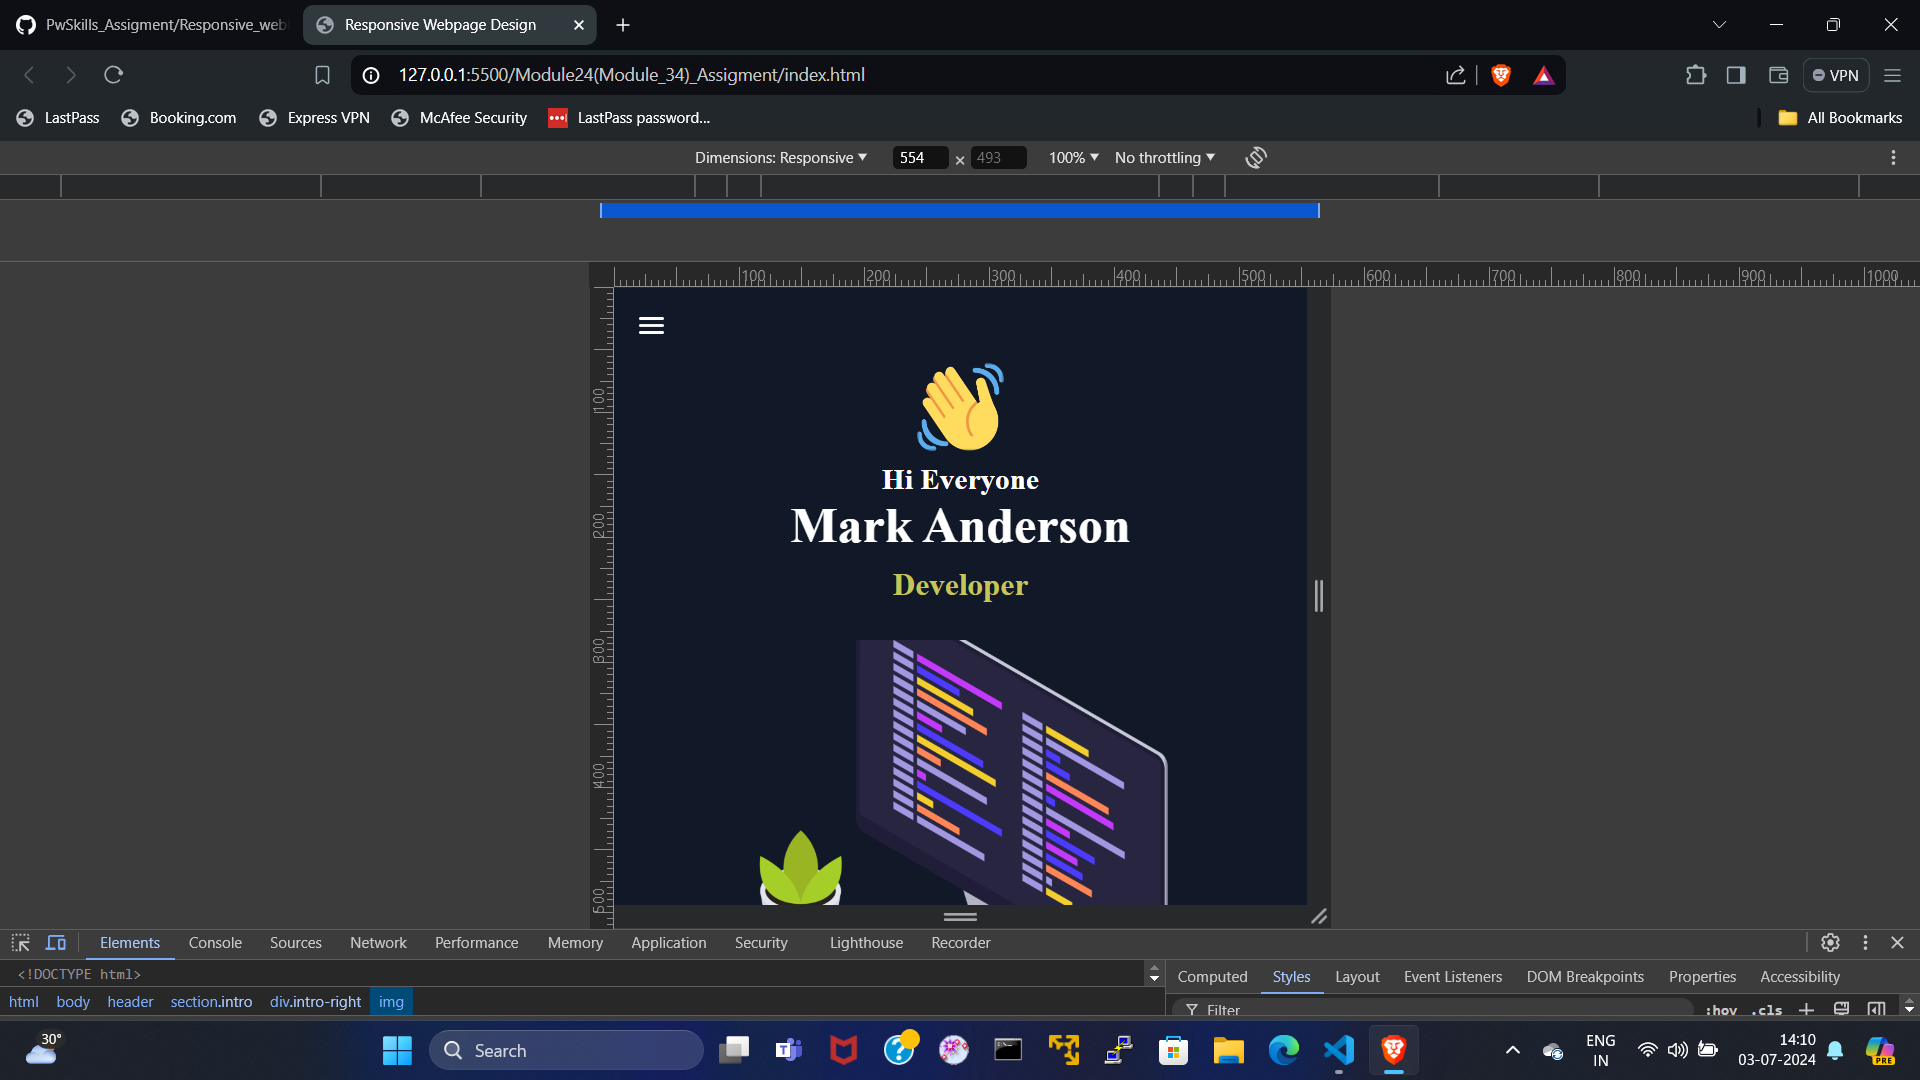 PwSkills_Assigment/Responsive_web
Responsive Webpage Design
127.0.0.1:5500/Module24(Module_34)_Assigment/index.html
VPN
LastPass
Booking.com
Express VPN
McAfee Security
LastPass password...
All Bookmarks
Dimensions: Responsive
554 × 493
100%
No throttling
100 200 300 400 500 600 700 800 900 1000
100
200
300
400
500
Hi Everyone
Mark Anderson
Developer
Elements Console Sources Network Performance Memory Application Security Lighthouse Recorder
<!DOCTYPE html>
html body header section.intro div.intro-right img
Computed Styles Layout Event Listeners DOM Breakpoints Properties Accessibility
Filter
:hov .cls
30°
Search
ENG
IN
14:10
03-07-2024
PRE